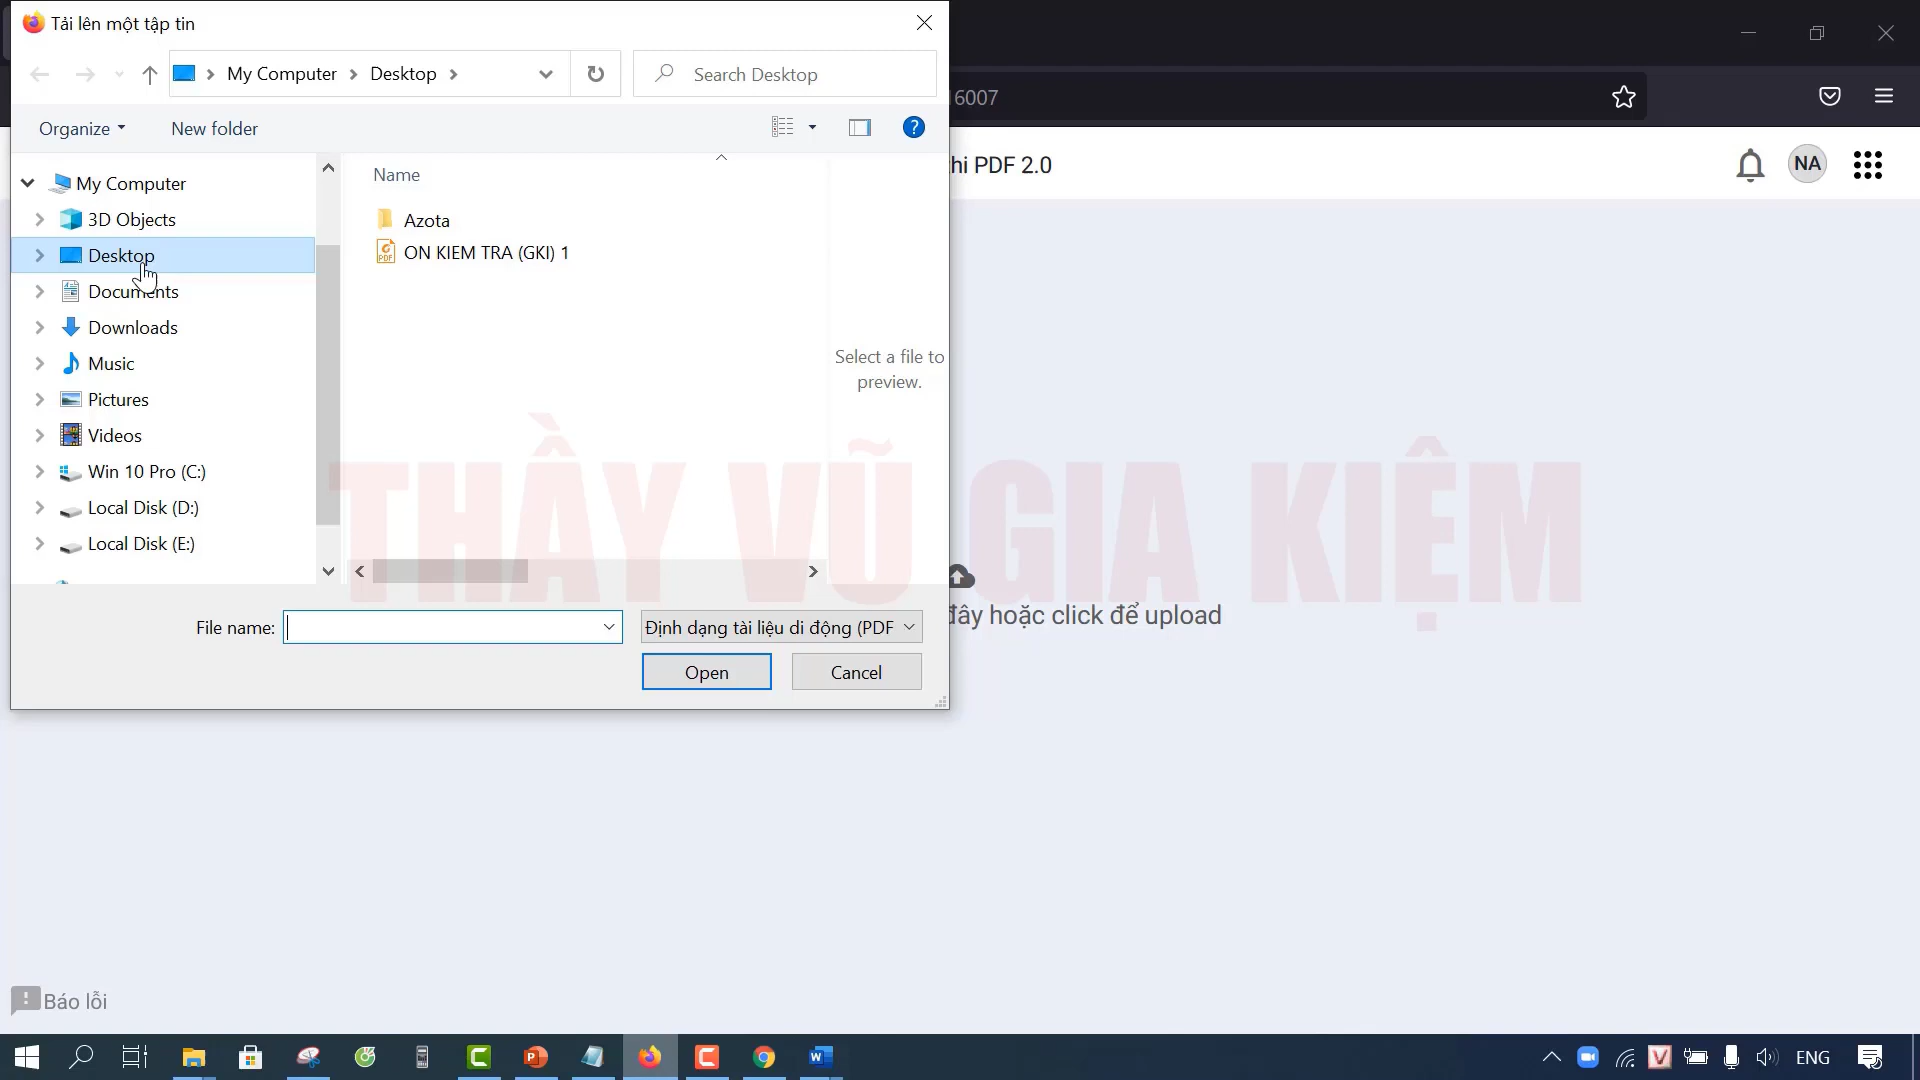 Tải lên một tập tin
My Computer > Desktop >
Search Desktop
6007
Organize
New folder
?
hi PDF 2.0
NA
Name
My Computer
3D Objects
Desktop
Documents
Downloads
Music
Pictures
Videos
Win 10 Pro (C:)
Local Disk (D:)
Local Disk (E:)
Azota
ON KIEM TRA (GKI) 1
Select a file to
preview.
THẦY VŨ GIA KIỆM
đây hoặc click để upload
File name:
Định dạng tài liệu di động (PDF
Open
Cancel
Báo lỗi
ENG